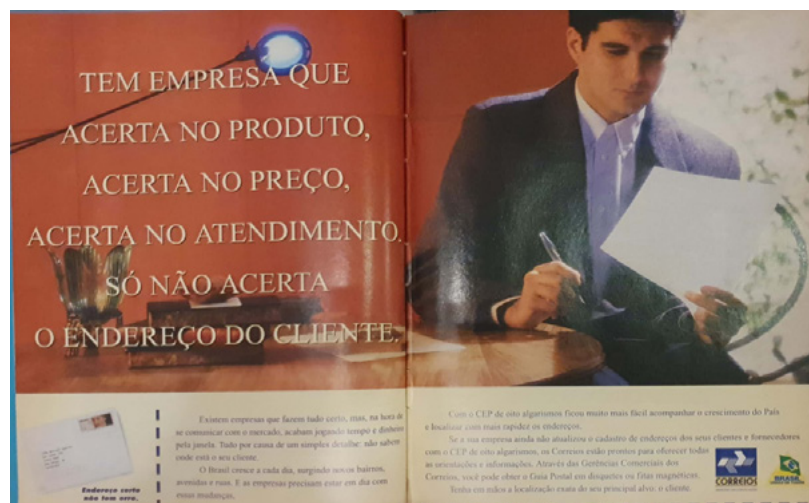 TEM EMPRESA QUE
ACERTA NO PRODUTO,
ACERTA NO PREÇO,
ACERTA NO ATENDIMENTO.
SÓ NÃO ACERTA
O ENDEREÇO DO CLIENTE.
Existem empresas que fazem tudo certo, mas, na hora de
se comunicar com o mercado, acabam jogando tempo e dinheiro
pela janela. Tudo por causa de um simples detalhe: não sabem
onde está o seu cliente.
O Brasil cresce a cada dia, surgindo novos bairros,
avenidas e ruas. E as empresas precisam estar em dia com
essas mudanças.
Endereço certo
não tem erro.
Com o CEP de oito algarismos ficou muito mais fácil acompanhar o crescimento do País
e localizar com mais rapidez os endereços.
Se a sua empresa ainda não atualizou o cadastro de endereços dos seus clientes e fornecedores
com o CEP de oito algarismos, os Correios estão prontos para oferecer todas
as orientações e informações. Através das Gerências Comerciais dos
Correios, você pode obter o Guia Postal em disquetes ou fitas magnéticas.
Tenha em mãos a localização exata do seu principal alvo: o cliente.
CORREIOS
BRASIL